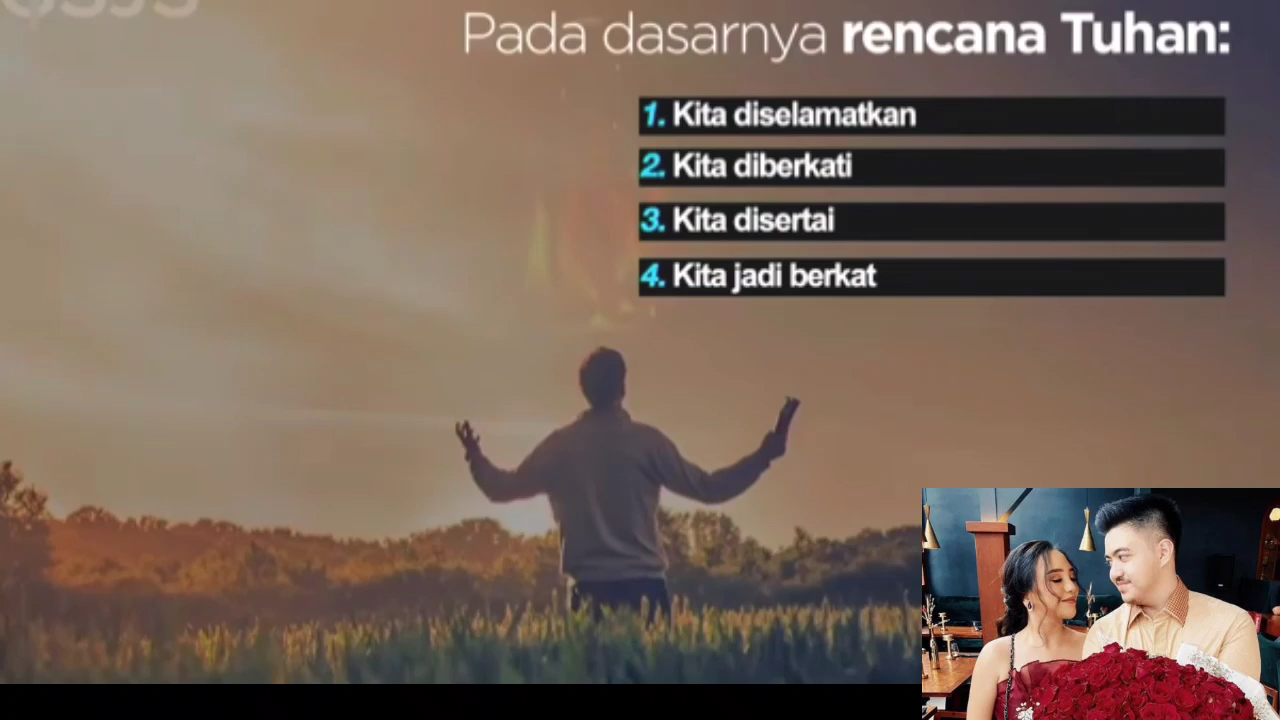 Pada dasarnya rencana Tuhan:
1. Kita diselamatkan
2. Kita diberkati
3. Kita disertai
4. Kita jadi berkat